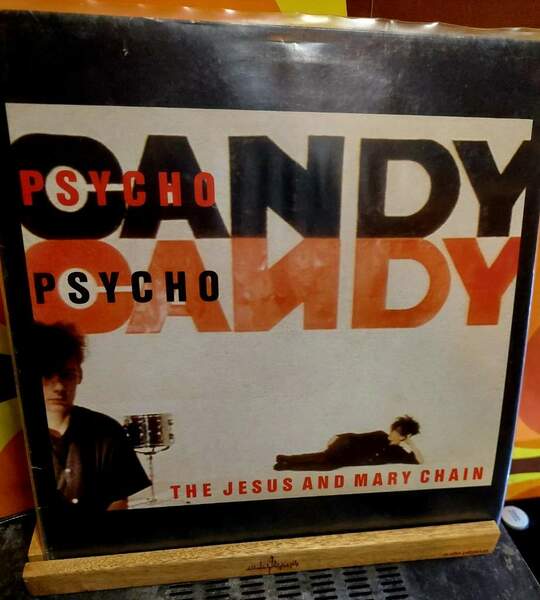 PSYCHO
CANDY
PSYCHO
CANDY
THE JESUS AND MARY CHAIN